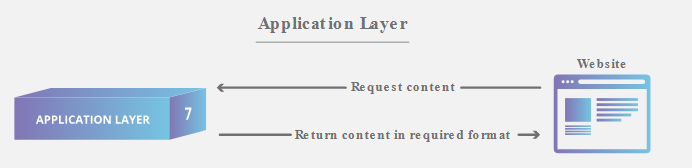 Application Layer
Website
Request content
APPLICATION LAYER 7
Return content in required format